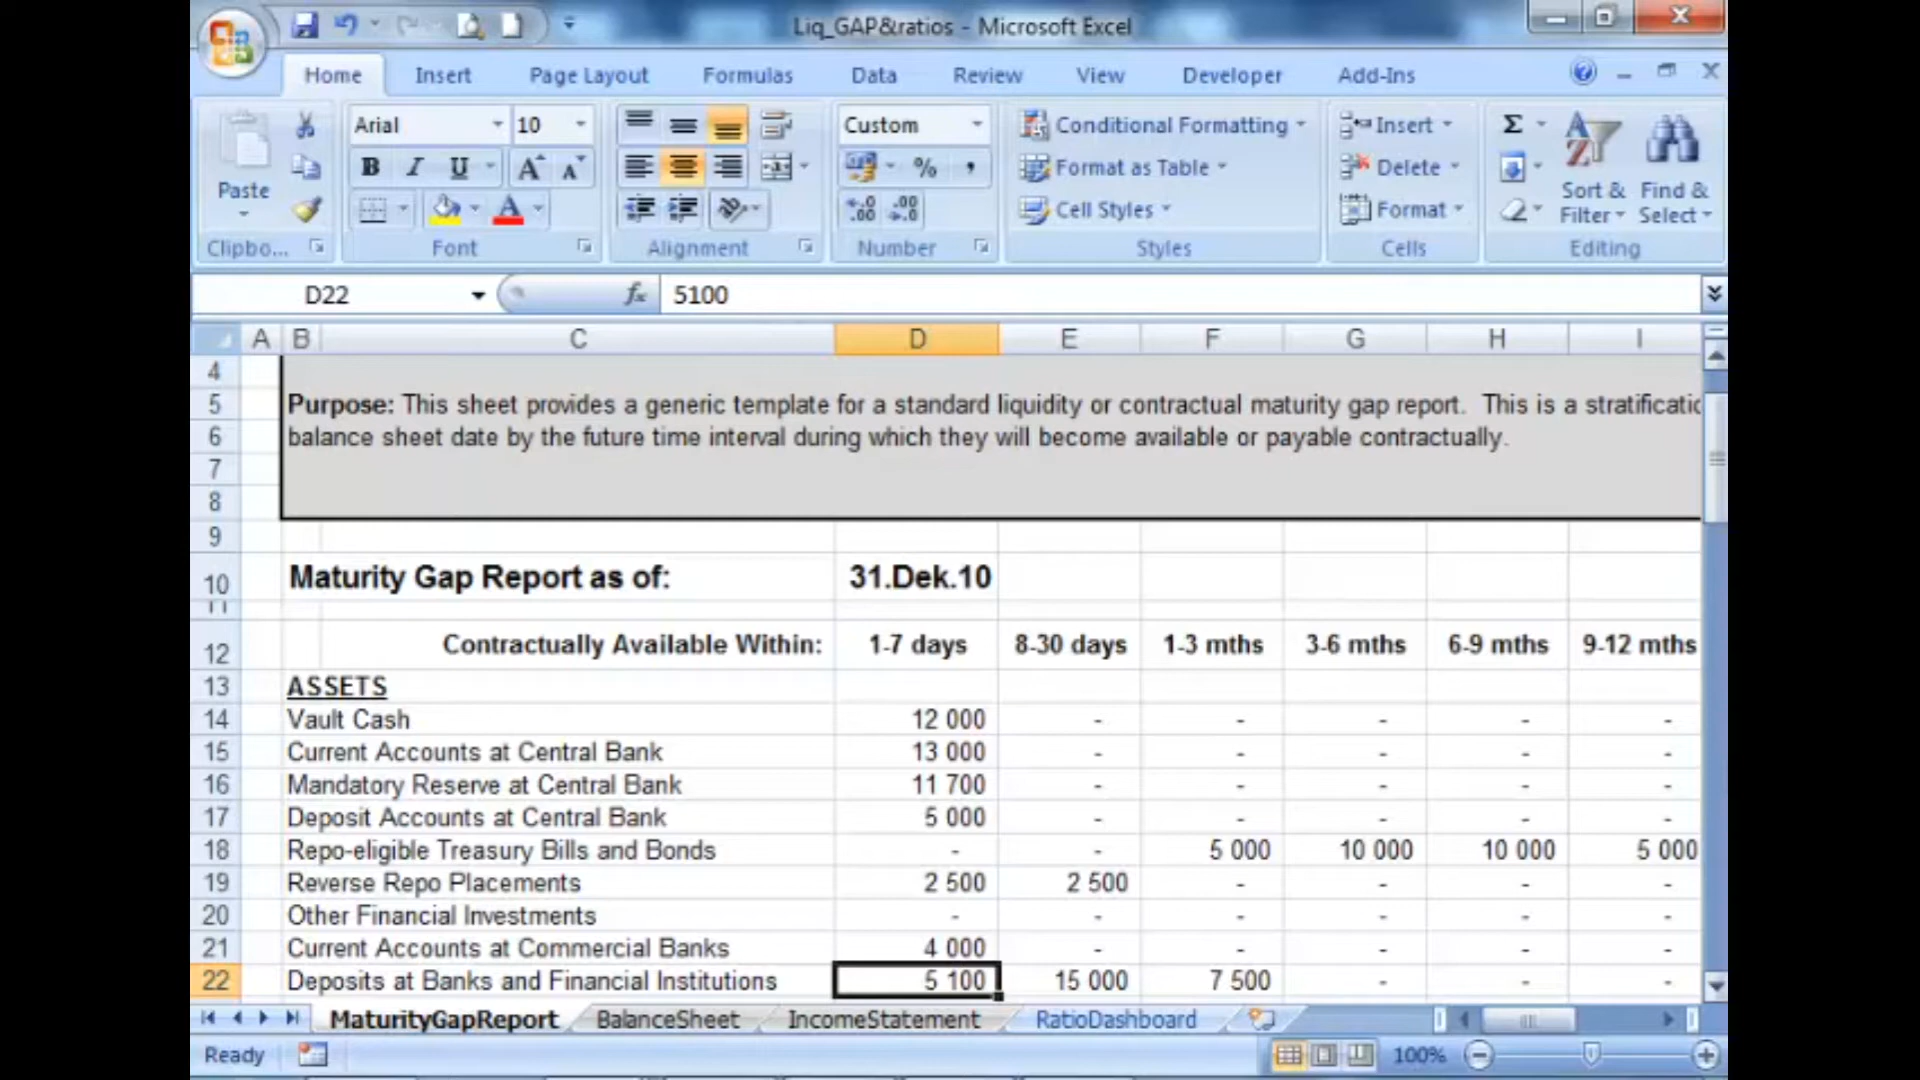 Liq_GAP&ratios - Microsoft Excel
Home Insert Page Layout Formulas Data Review View Developer Add-Ins
Paste
Arial 10
B I U A A
A
Custom
% ,
Conditional Formatting
Format as Table
Cell Styles
Insert
Delete
Format
Σ
Sort & Filter
Find & Select
Clipbo... Font Alignment Number Styles Cells Editing
D22 fx 5100
A B C D E F G H I
4
5 Purpose: This sheet provides a generic template for a standard liquidity or contractual maturity gap report. This is a stratificatio
6 balance sheet date by the future time interval during which they will become available or payable contractually.
7
8
9
10 Maturity Gap Report as of: 31.Dek.10
11
12 Contractually Available Within: 1-7 days 8-30 days 1-3 mths 3-6 mths 6-9 mths 9-12 mths
13 ASSETS
14 Vault Cash 12 000 - - - - -
15 Current Accounts at Central Bank 13 000 - - - - -
16 Mandatory Reserve at Central Bank 11 700 - - - - -
17 Deposit Accounts at Central Bank 5 000 - - - - -
18 Repo-eligible Treasury Bills and Bonds - - 5 000 10 000 10 000 5 000
19 Reverse Repo Placements 2 500 2 500 - - - -
20 Other Financial Investments - - - - - -
21 Current Accounts at Commercial Banks 4 000 - - - - -
22 Deposits at Banks and Financial Institutions 5 100 15 000 7 500 - - -
MaturityGapReport BalanceSheet IncomeStatement RatioDashboard
Ready 100%